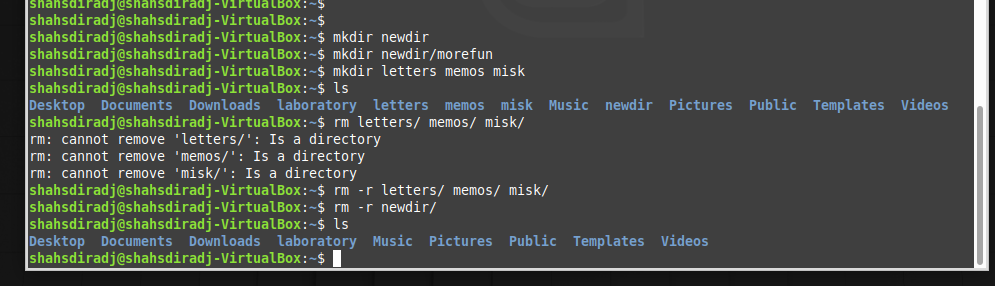 shahsdiradj@shahsdiradj-VirtualBox:~$
shahsdiradj@shahsdiradj-VirtualBox:~$
shahsdiradj@shahsdiradj-VirtualBox:~$ mkdir newdir
shahsdiradj@shahsdiradj-VirtualBox:~$ mkdir newdir/morefun
shahsdiradj@shahsdiradj-VirtualBox:~$ mkdir letters memos misk
shahsdiradj@shahsdiradj-VirtualBox:~$ ls
Desktop  Documents  Downloads  laboratory  letters  memos  misk  Music  newdir  Pictures  Public  Templates  Videos
shahsdiradj@shahsdiradj-VirtualBox:~$ rm letters/ memos/ misk/
rm: cannot remove 'letters/': Is a directory
rm: cannot remove 'memos/': Is a directory
rm: cannot remove 'misk/': Is a directory
shahsdiradj@shahsdiradj-VirtualBox:~$ rm -r letters/ memos/ misk/
shahsdiradj@shahsdiradj-VirtualBox:~$ rm -r newdir/
shahsdiradj@shahsdiradj-VirtualBox:~$ ls
Desktop  Documents  Downloads  laboratory  Music  Pictures  Public  Templates  Videos
shahsdiradj@shahsdiradj-VirtualBox:~$